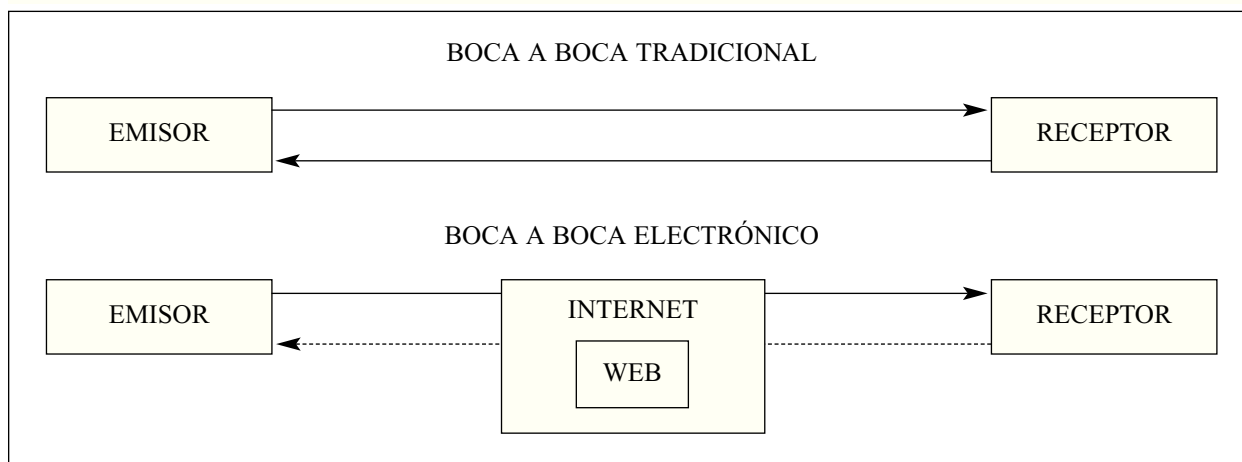 BOCA A BOCA TRADICIONAL
EMISOR
RECEPTOR
BOCA A BOCA ELECTRÓNICO
EMISOR
INTERNET
RECEPTOR
WEB